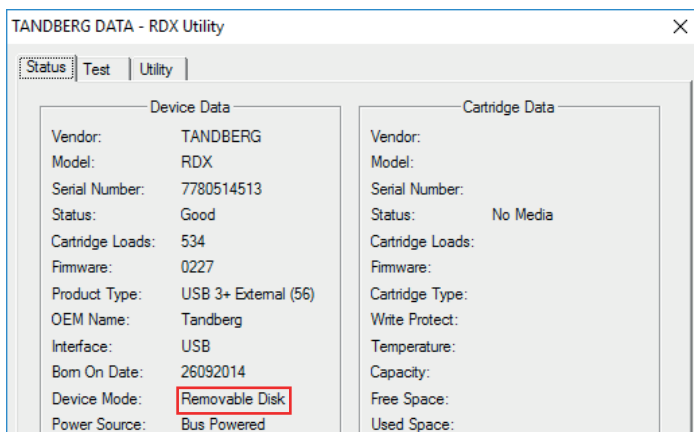 TANDBERG DATA - RDX Utility
Status Test Utility
Device Data
Vendor: TANDBERG
Model: RDX
Serial Number: 7780514513
Status: Good
Cartridge Loads: 534
Firmware: 0227
Product Type: USB 3+ External (56)
OEM Name: Tandberg
Interface: USB
Born On Date: 26092014
Device Mode: Removable Disk
Power Source: Bus Powered
Cartridge Data
Vendor:
Model:
Serial Number:
Status: No Media
Cartridge Loads:
Firmware:
Cartridge Type:
Write Protect:
Temperature:
Capacity:
Free Space:
Used Space: